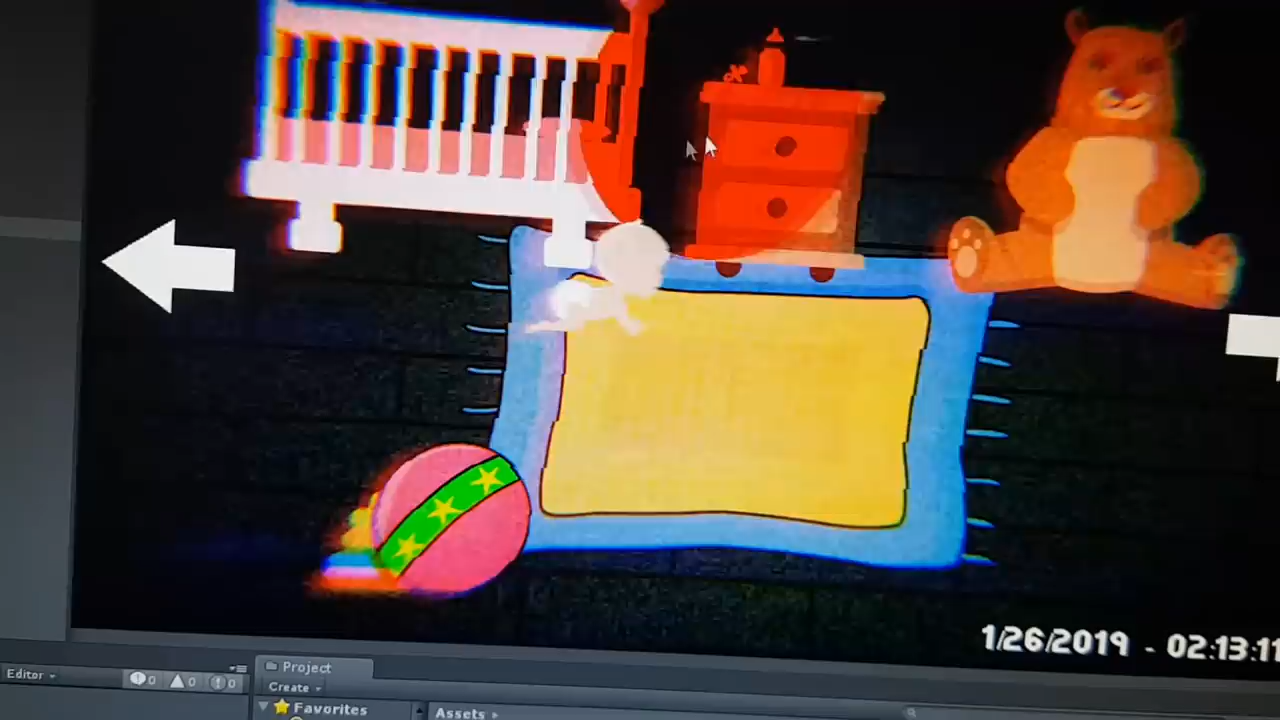 1/26/2019 - 02:13:11
Editor
0 0 0
Project
Create
Favorites
Assets